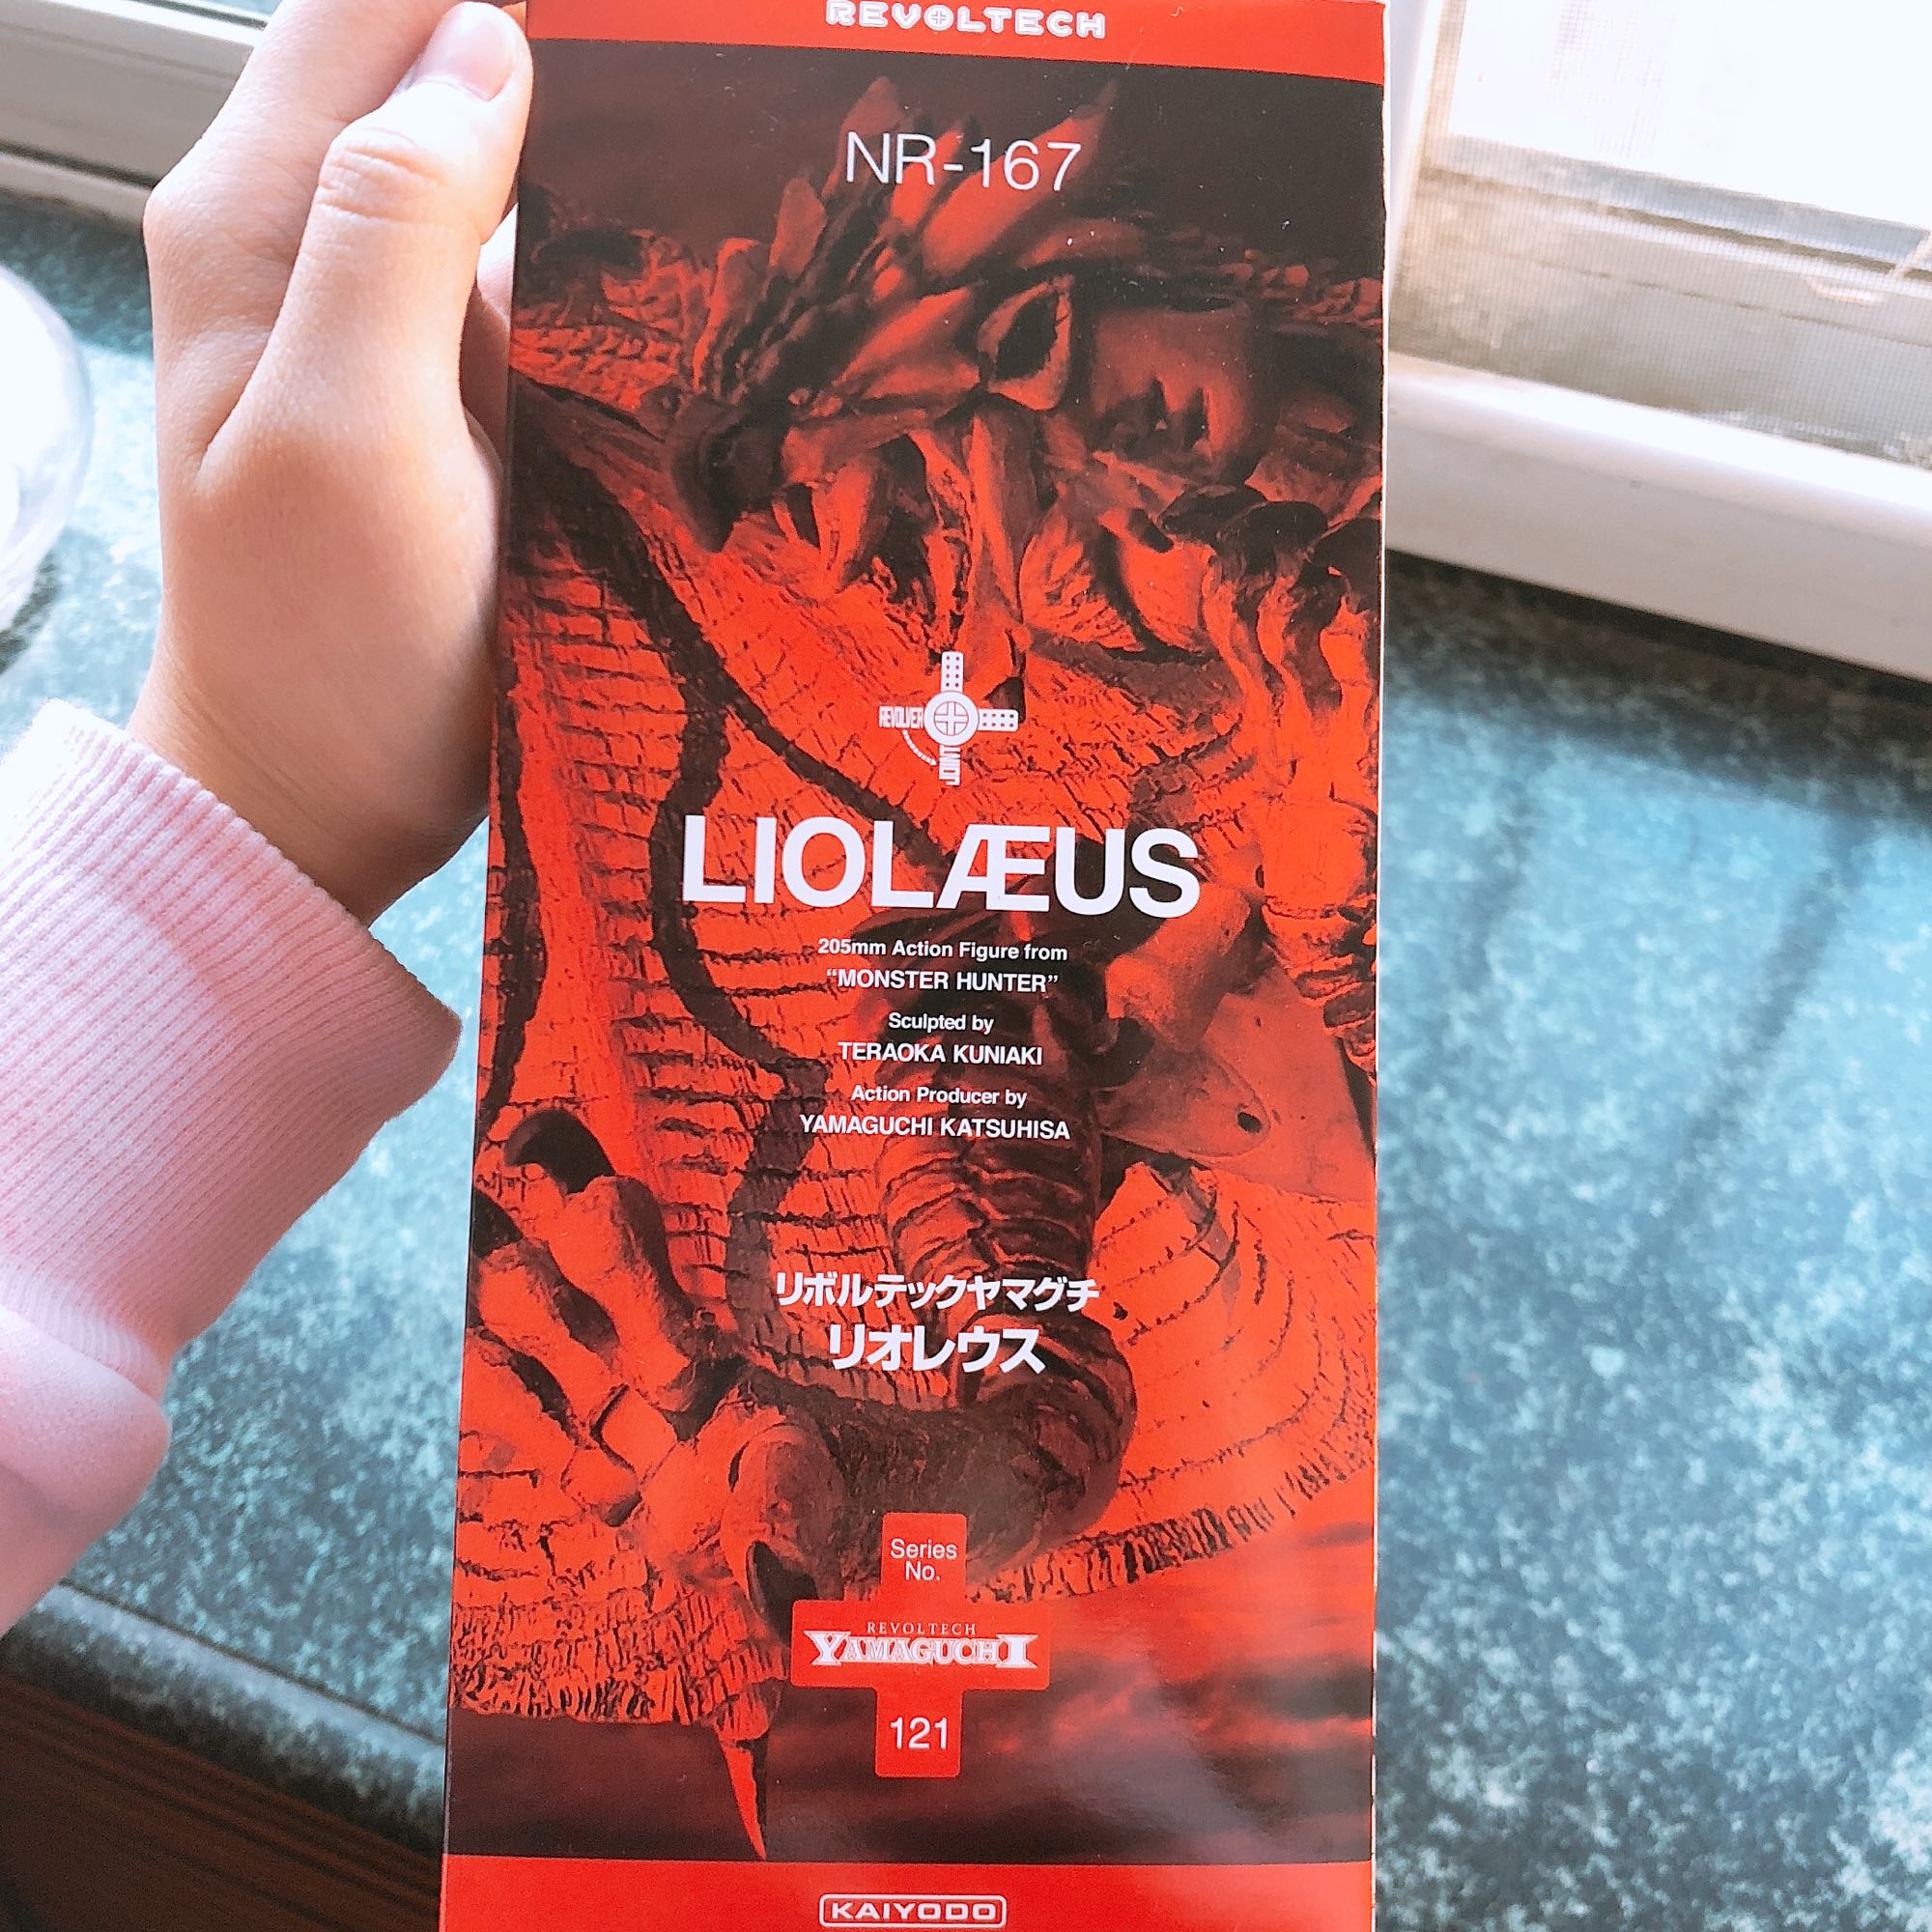 REVOLTECH
NR-167
REVOLVER
JOINT
LIOLÆUS
205mm Action Figure from
“MONSTER HUNTER”
Sculpted by
TERAOKA KUNIAKI
Action Producer by
YAMAGUCHI KATSUHISA
リボルテックヤマグチ
リオレウス
Series
No.
REVOLTECH
YAMAGUCHI
121
KAIYODO